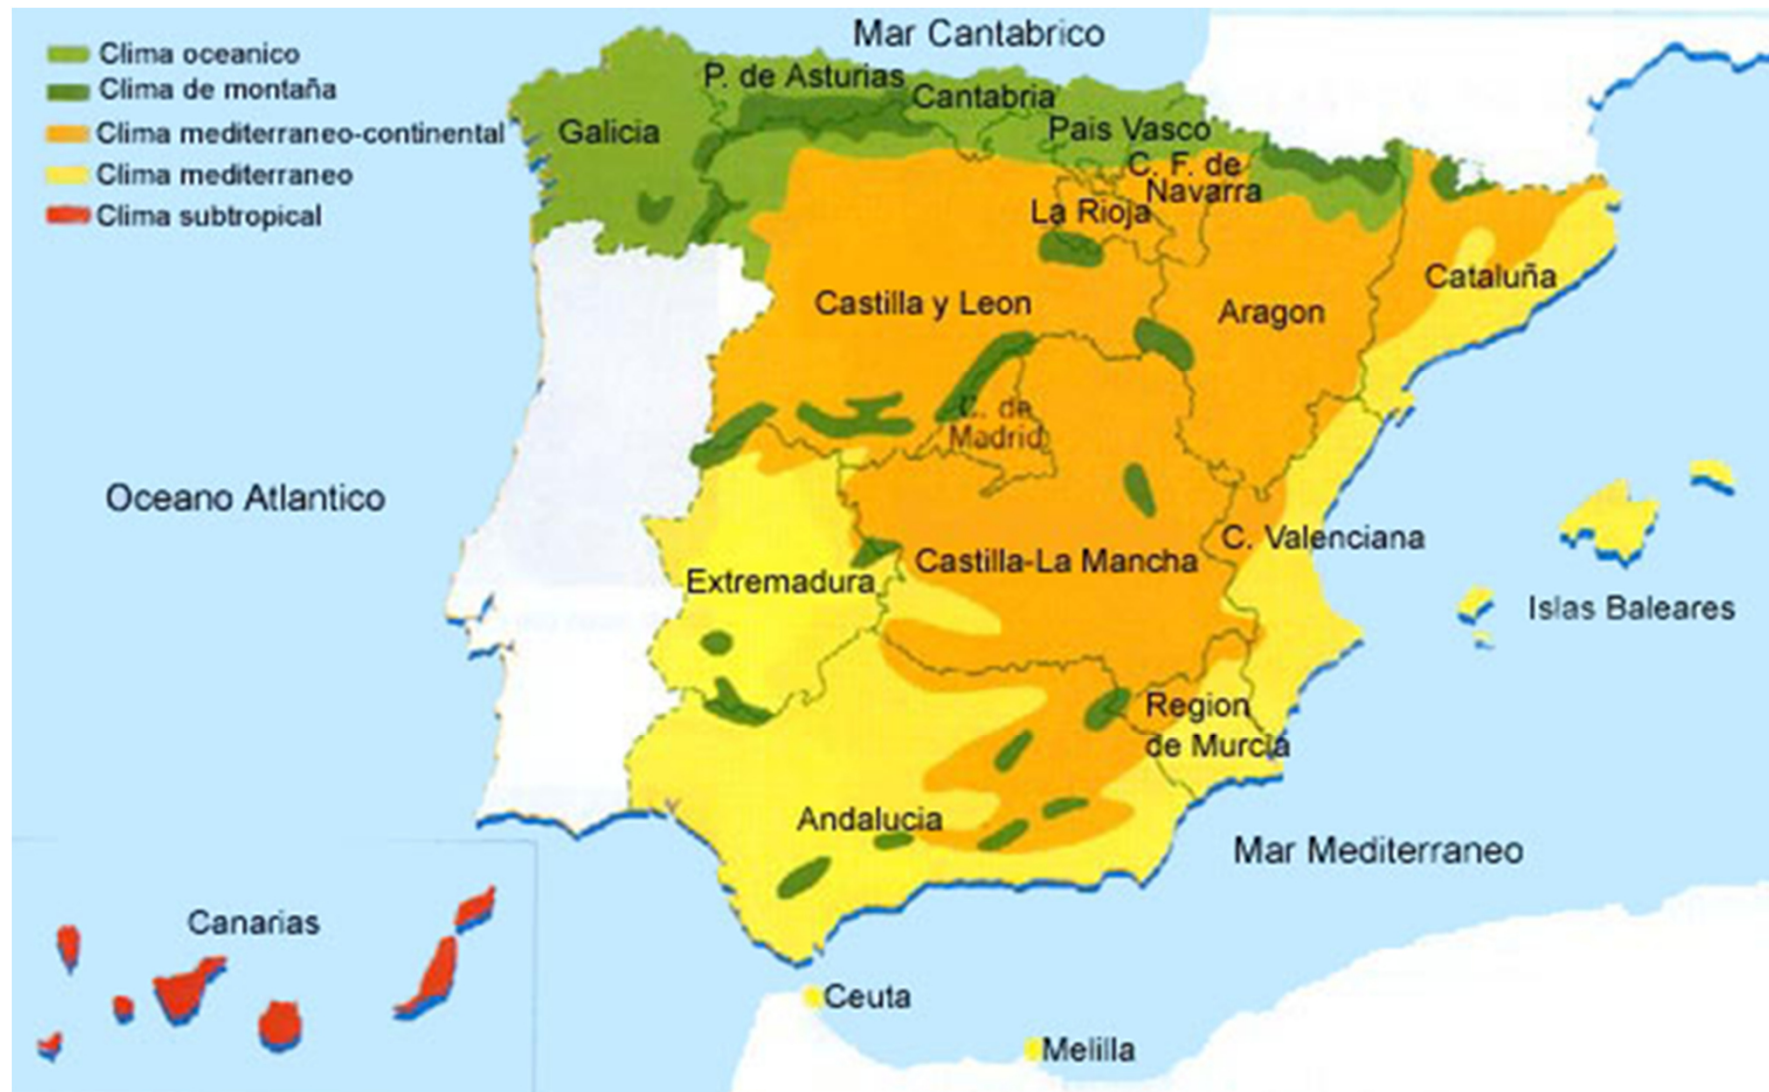 Clima oceanico
Clima de montaña
Clima mediterraneo-continental
Clima mediterraneo
Clima subtropical
Mar Cantabrico
P. de Asturias
Cantabria
Galicia
Pais Vasco
C. F. de
Navarra
La Rioja
Cataluña
Castilla y Leon
Aragon
C. de
Madrid
Oceano Atlantico
C. Valenciana
Castilla-La Mancha
Extremadura
Islas Baleares
Region
de Murcia
Andalucia
Mar Mediterraneo
Canarias
Ceuta
Melilla